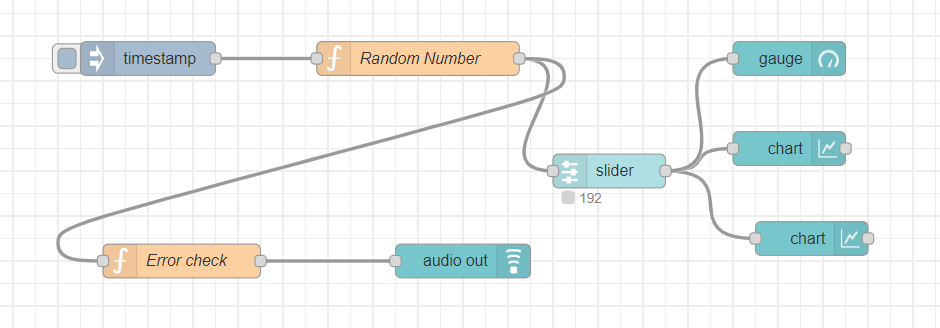 timestamp
Random Number
gauge
chart
slider
192
chart
Error check
audio out